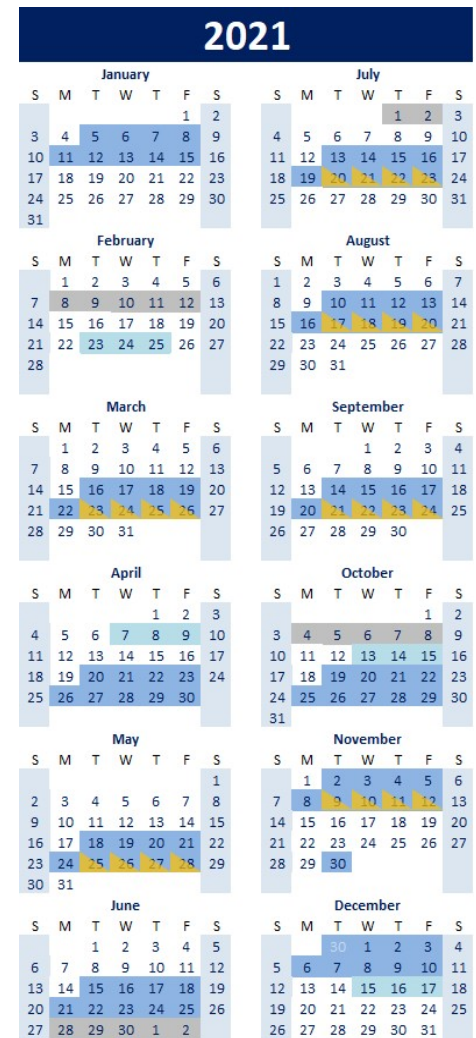 2021
January
S M T W T F S
1 2
3 4 5 6 7 8 9
10 11 12 13 14 15 16
17 18 19 20 21 22 23
24 25 26 27 28 29 30
31
February
S M T W T F S
1 2 3 4 5 6
7 8 9 10 11 12 13
14 15 16 17 18 19 20
21 22 23 24 25 26 27
28
March
S M T W T F S
1 2 3 4 5 6
7 8 9 10 11 12 13
14 15 16 17 18 19 20
21 22 23 24 25 26 27
28 29 30 31
April
S M T W T F S
1 2 3
4 5 6 7 8 9 10
11 12 13 14 15 16 17
18 19 20 21 22 23 24
25 26 27 28 29 30
May
S M T W T F S
1
2 3 4 5 6 7 8
9 10 11 12 13 14 15
16 17 18 19 20 21 22
23 24 25 26 27 28 29
30 31
June
S M T W T F S
1 2 3 4 5
6 7 8 9 10 11 12
13 14 15 16 17 18 19
20 21 22 23 24 25 26
27 28 29 30 1 2
July
S M T W T F S
1 2 3
4 5 6 7 8 9 10
11 12 13 14 15 16 17
18 19 20 21 22 23 24
25 26 27 28 29 30 31
August
S M T W T F S
1 2 3 4 5 6 7
8 9 10 11 12 13 14
15 16 17 18 19 20 21
22 23 24 25 26 27 28
29 30 31
September
S M T W T F S
1 2 3 4
5 6 7 8 9 10 11
12 13 14 15 16 17 18
19 20 21 22 23 24 25
26 27 28 29 30
October
S M T W T F S
1 2
3 4 5 6 7 8 9
10 11 12 13 14 15 16
17 18 19 20 21 22 23
24 25 26 27 28 29 30
31
November
S M T W T F S
1 2 3 4 5 6
7 8 9 10 11 12 13
14 15 16 17 18 19 20
21 22 23 24 25 26 27
28 29 30
December
S M T W T F S
30 1 2 3 4
5 6 7 8 9 10 11
12 13 14 15 16 17 18
19 20 21 22 23 24 25
26 27 28 29 30 31